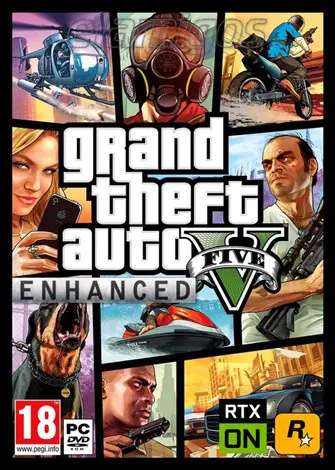 grand
theft
auto
FIVE
V
ENHANCED
18
www.pegi.info
PC
DVD
ROM
RTX
ON
R